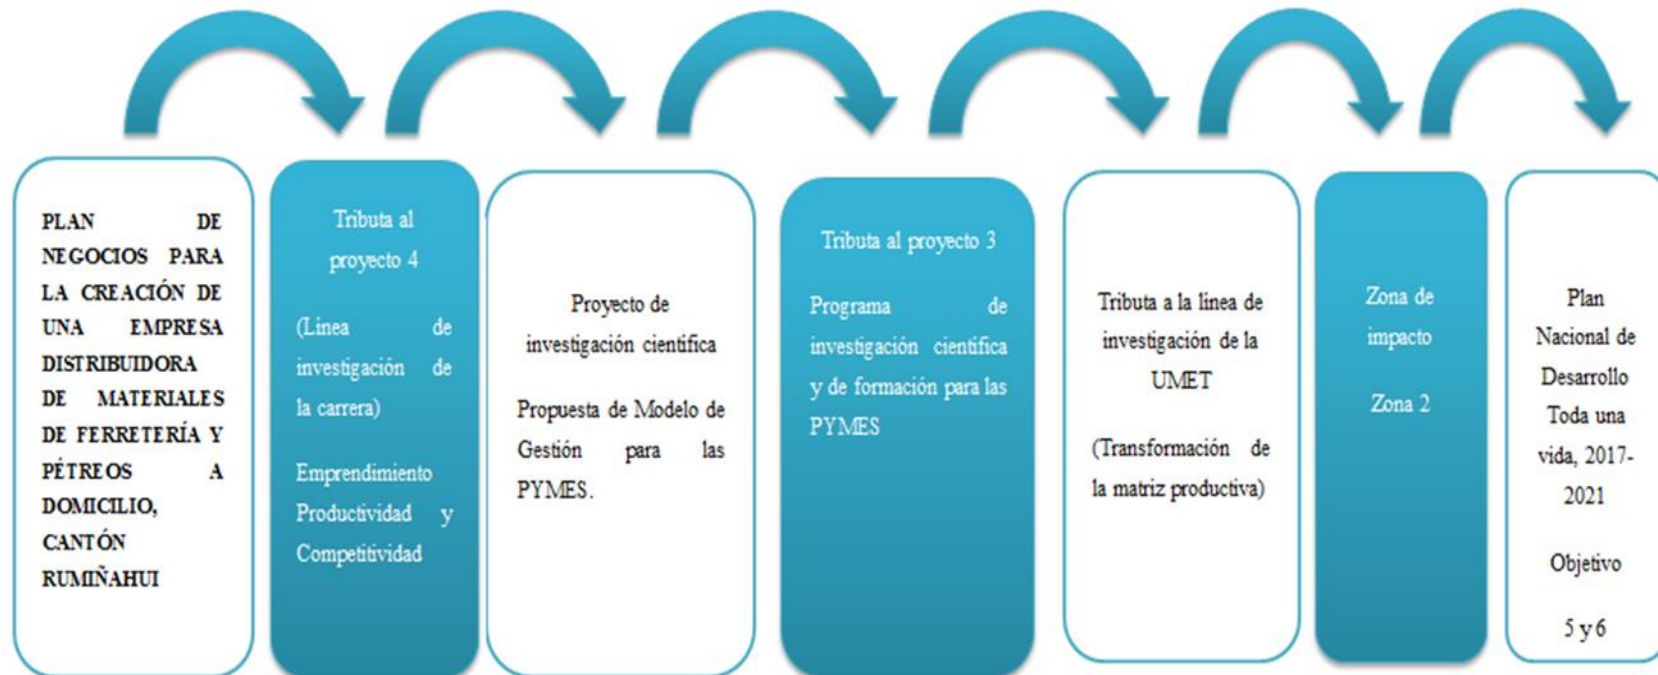 PLAN DE
NEGOCIOS PARA
LA CREACIÓN DE
UNA EMPRESA
DISTRIBUIDORA
DE MATERIALES
DE FERRETERÍA Y
PÉTREOS A
DOMICILIO,
CANTÓN
RUMIÑAHUI
Tributa al
proyecto 4
(Línea de
investigación de
la carrera)
Emprendimiento
Productividad y
Competitividad
Proyecto de
investigación científica
Propuesta de Modelo de
Gestión para las
PYMES.
Tributa al proyecto 3
Programa de
investigación científica
y de formación para las
PYMES
Tributa a la línea de
investigación de la
UMET
(Transformación de
la matriz productiva)
Zona de
impacto
Zona 2
Plan
Nacional de
Desarrollo
Toda una
vida, 2017-
2021
Objetivo
5 y 6